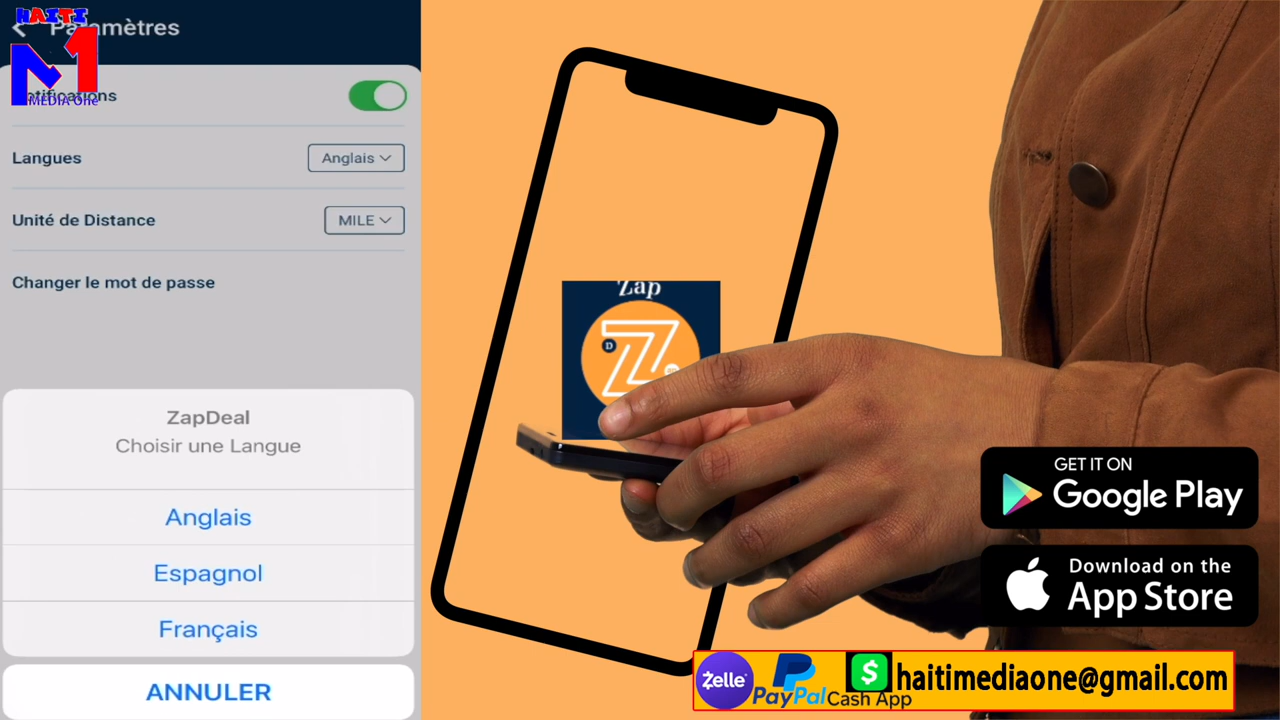 HAITI
M1
MEDIA One
Paramètres
Notifications
Langues
Anglais
Unité de Distance
MILE
Changer le mot de passe
ZapDeal
Choisir une Langue
Anglais
Espagnol
Français
ANNULER
Zap
D
GET IT ON
Google Play
Download on the
App Store
Zelle
PayPal
$
Cash App
haitimediaone@gmail.com